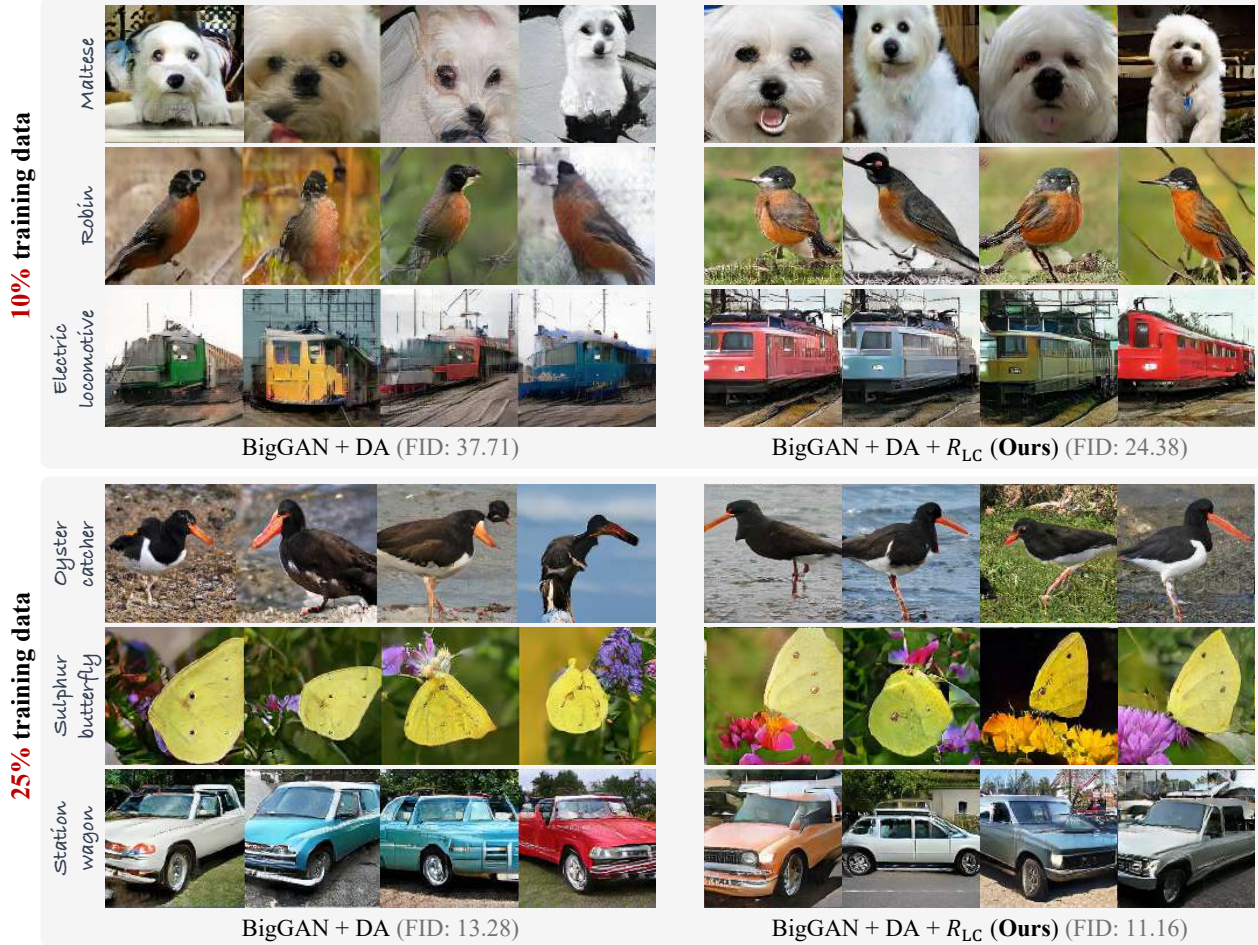 10% training data
Maltese
Robin
Electric
locomotive
BigGAN + DA (FID: 37.71)
BigGAN + DA + R_LC (Ours) (FID: 24.38)
25% training data
Oyster
catcher
Sulphur
butterfly
Station
wagon
BigGAN + DA (FID: 13.28)
BigGAN + DA + R_LC (Ours) (FID: 11.16)